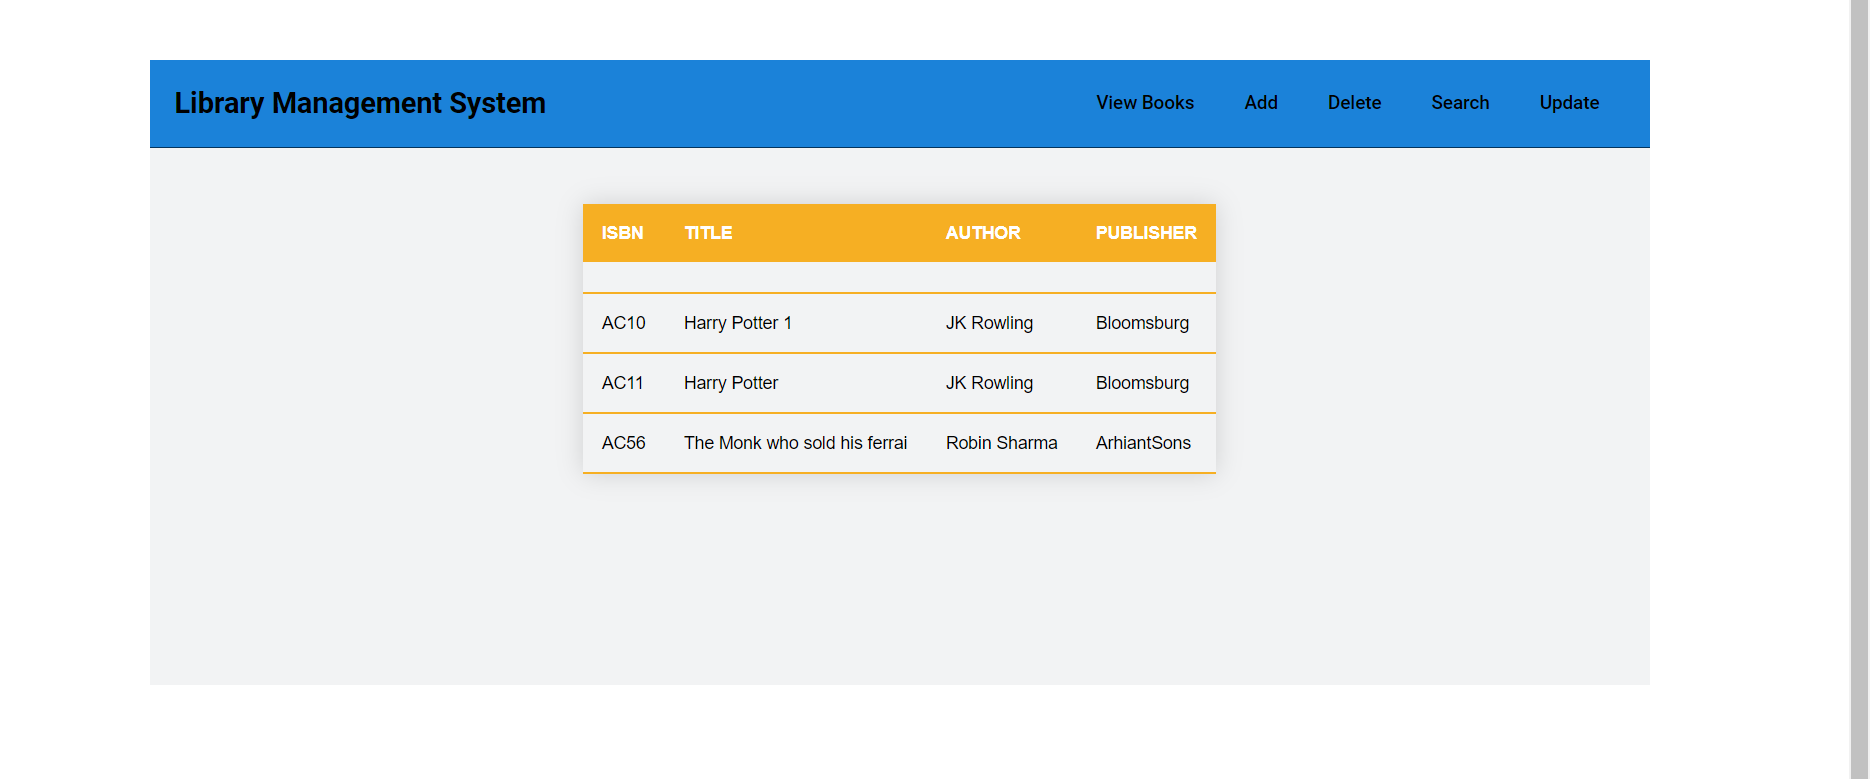 Library Management System View Books Add Delete Search Update
ISBN TITLE AUTHOR PUBLISHER
AC10 Harry Potter 1 JK Rowling Bloomsburg
AC11 Harry Potter JK Rowling Bloomsburg
AC56 The Monk who sold his ferrai Robin Sharma ArhiantSons